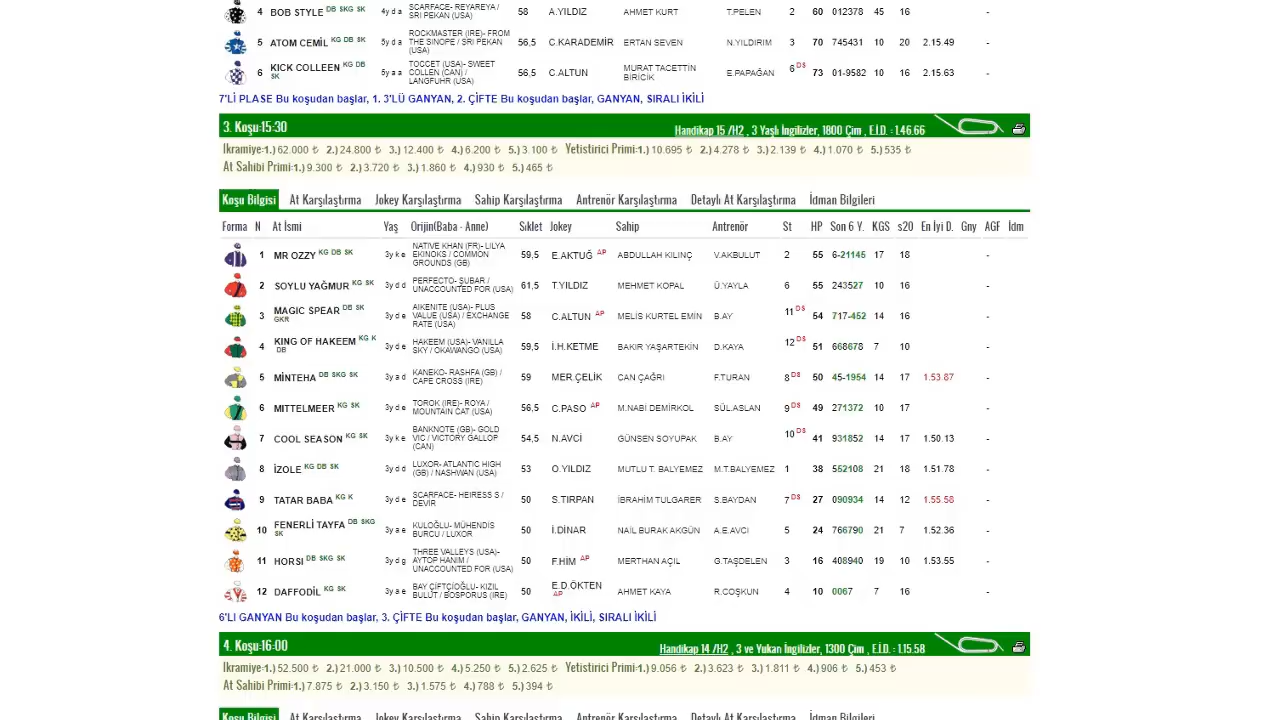 4 BOB STYLE DB SKG SK 4y d a SCARFACE- REYAREYA / SRI PEKAN (USA) 58 A.YILDIZ AHMET KURT T.PELEN 2 60 012378 45 16 -
5 ATOM CEMİL KG DB SK 5y d a ROCKMASTER (IRE)- FROM THE SINOPE / SRI PEKAN (USA) 56,5 C.KARADEMİR ERTAN SEVEN N.YILDIRIM 3 70 745431 10 20 2.15.49 -
6 KICK COLLEEN KG DB SK 5y a a TOCCET (USA)- SWEET COLLEN (CAN) / LANGFUHR (USA) 56,5 C.ALTUN MURAT TACETTİN BİRİCİK E.PAPAĞAN 6 DS 73 01-9582 10 16 2.15.63 -
7'Lİ PLASE Bu koşudan başlar, 1. 3'LÜ GANYAN, 2. ÇİFTE Bu koşudan başlar, GANYAN, SIRALI İKİLİ
3. Koşu:15:30 Handikap 15 /H2 , 3 Yaşlı İngilizler, 1800 Çim , E.İ.D. : 1.46.66
Ikramiye:1.) 62.000 ₺ 2.) 24.800 ₺ 3.) 12.400 ₺ 4.) 6.200 ₺ 5.) 3.100 ₺ Yetistirici Primi:1.) 10.695 ₺ 2.) 4.278 ₺ 3.) 2.139 ₺ 4.) 1.070 ₺ 5.) 535 ₺
At Sahibi Primi:1.) 9.300 ₺ 2.) 3.720 ₺ 3.) 1.860 ₺ 4.) 930 ₺ 5.) 465 ₺
Koşu Bilgisi At Karşılaştırma Jokey Karşılaştırma Sahip Karşılaştırma Antrenör Karşılaştırma Detaylı At Karşılaştırma İdman Bilgileri
Forma N At İsmi Yaş Orijin(Baba - Anne) Sıklet Jokey Sahip Antrenör St HP Son 6 Y. KGS s20 En İyi D. Gny AGF İdm
1 MR OZZY KG DB SK 3y k e NATIVE KHAN (FR)- LILYA EKINOKS / COMMON GROUNDS (GB) 59,5 E.AKTUĞ AP ABDULLAH KILINÇ V.AKBULUT 2 55 6-21145 17 18 -
2 SOYLU YAĞMUR KG SK 3y d d PERFECTO- ŞUBAR / UNACCOUNTED FOR (USA) 61,5 T.YILDIZ MEHMET KOPAL Ü.YAYLA 6 55 243527 10 16 -
3 MAGIC SPEAR DB SK GKR 3y d e AIKENITE (USA)- PLUS VALUE (USA) / EXCHANGE RATE (USA) 58 C.ALTUN AP MELİS KURTEL EMİN B.AY 11 DS 54 717-452 14 16 -
4 KING OF HAKEEM KG K DB 3y d e HAKEEM (USA)- VANILLA SKY / OKAWANGO (USA) 59,5 İ.H.KETME BAKIR YAŞARTEKİN D.KAYA 12 DS 51 668678 7 10 -
5 MİNTEHA DB SKG SK 3y a d KANEKO- RASHFA (GB) / CAPE CROSS (IRE) 59 MER.ÇELİK CAN ÇAĞRI F.TURAN 8 DS 50 45-1954 14 17 1.53.87 -
6 MITTELMEER KG SK 3y d e TOROK (IRE)- ROYA / MOUNTAIN CAT (USA) 56,5 C.PASO AP M.NABİ DEMİRKOL SÜL.ASLAN 9 DS 49 271372 10 17 -
7 COOL SEASON KG SK 3y k e BANKNOTE (GB)- GOLD VIC / VICTORY GALLOP (CAN) 54,5 N.AVCİ GÜNSEN SOYUPAK B.AY 10 DS 41 931852 14 17 1.50.13 -
8 İZOLE KG DB SK 3y d d LUXOR- ATLANTIC HIGH (GB) / NASHWAN (USA) 53 O.YILDIZ MUTLU T. BALYEMEZ M.T.BALYEMEZ 1 38 552108 21 18 1.51.78 -
9 TATAR BABA KG K 3y d e SCARFACE- HEIRESS S / DEVIR 50 S.TIRPAN İBRAHİM TULGARER S.BAYDAN 7 DS 27 090934 14 12 1.55.58 -
10 FENERLİ TAYFA DB SKG SK 3y a e KULOĞLU- MÜHENDIS BURCU / LUXOR 50 İ.DİNAR NAİL BURAK AKGÜN A.E.AVCI 5 24 766790 21 7 1.52.36 -
11 HORSI DB SKG SK 3y d g THREE VALLEYS (USA)- AYTOP HANIM / UNACCOUNTED FOR (USA) 50 F.HİM AP MERTHAN AÇIL G.TAŞDELEN 3 16 408940 19 10 1.53.55 -
12 DAFFODİL KG SK 3y a e BAY ÇİFTÇİOĞLU- KIZIL BULUT / BOSPORUS (IRE) 50 E.D.ÖKTEN AP AHMET KAYA R.COŞKUN 4 10 0067 7 16 -
6'LI GANYAN Bu koşudan başlar, 3. ÇİFTE Bu koşudan başlar, GANYAN, İKİLİ, SIRALI İKİLİ
4. Koşu:16:00 Handikap 14 /H2 , 3 ve Yukarı İngilizler, 1300 Çim , E.İ.D. : 1.15.58
Ikramiye:1.) 52.500 ₺ 2.) 21.000 ₺ 3.) 10.500 ₺ 4.) 5.250 ₺ 5.) 2.625 ₺ Yetistirici Primi:1.) 9.056 ₺ 2.) 3.623 ₺ 3.) 1.811 ₺ 4.) 906 ₺ 5.) 453 ₺
At Sahibi Primi:1.) 7.875 ₺ 2.) 3.150 ₺ 3.) 1.575 ₺ 4.) 788 ₺ 5.) 394 ₺
Koşu Bilgisi At Karşılaştırma Jokey Karşılaştırma Sahip Karşılaştırma Antrenör Karşılaştırma Detaylı At Karşılaştırma İdman Bilgileri